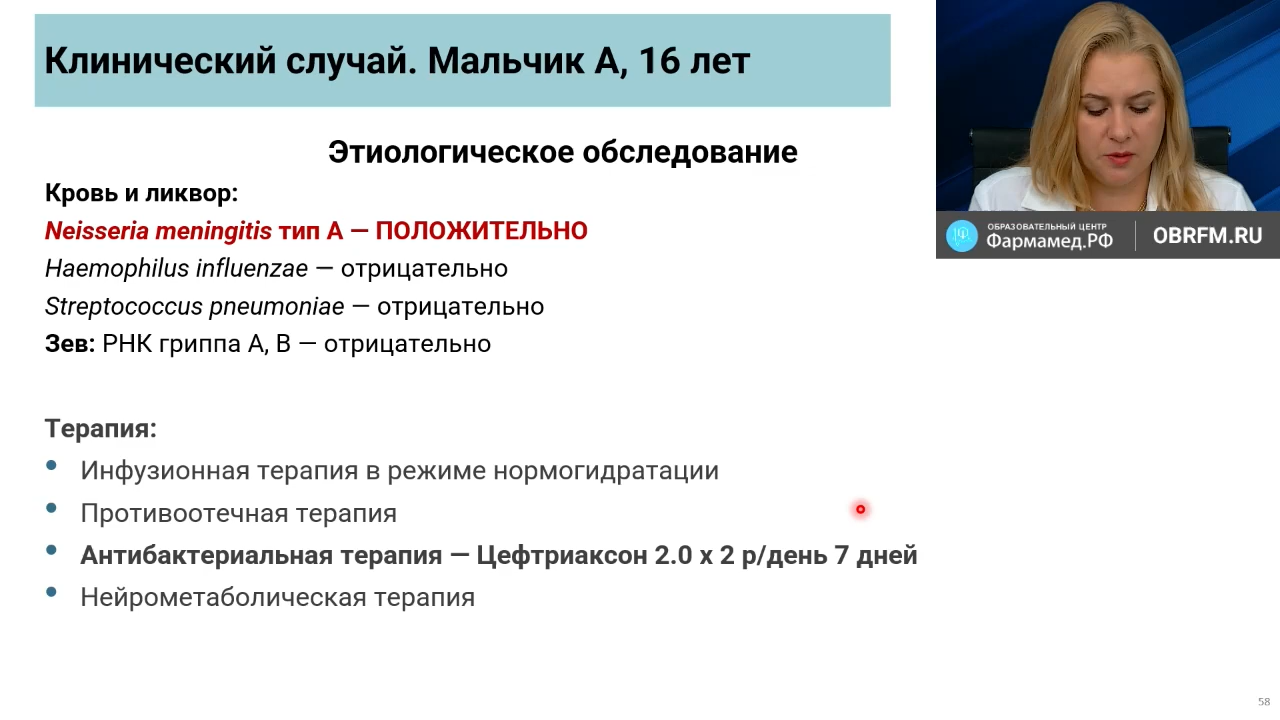 Клинический случай. Мальчик А, 16 лет
ОБРАЗОВАТЕЛЬНЫЙ ЦЕНТР
Фармамед.РФ
OBRFM.RU
Этиологическое обследование
Кровь и ликвор:
Neisseria meningitis тип А — ПОЛОЖИТЕЛЬНО
Haemophilus influenzae — отрицательно
Streptococcus pneumoniae — отрицательно
Зев: РНК гриппа А, В — отрицательно
Терапия:
• Инфузионная терапия в режиме нормогидратации
• Противоотечная терапия
• Антибактериальная терапия — Цефтриаксон 2.0 х 2 р/день 7 дней
• Нейрометаболическая терапия
58